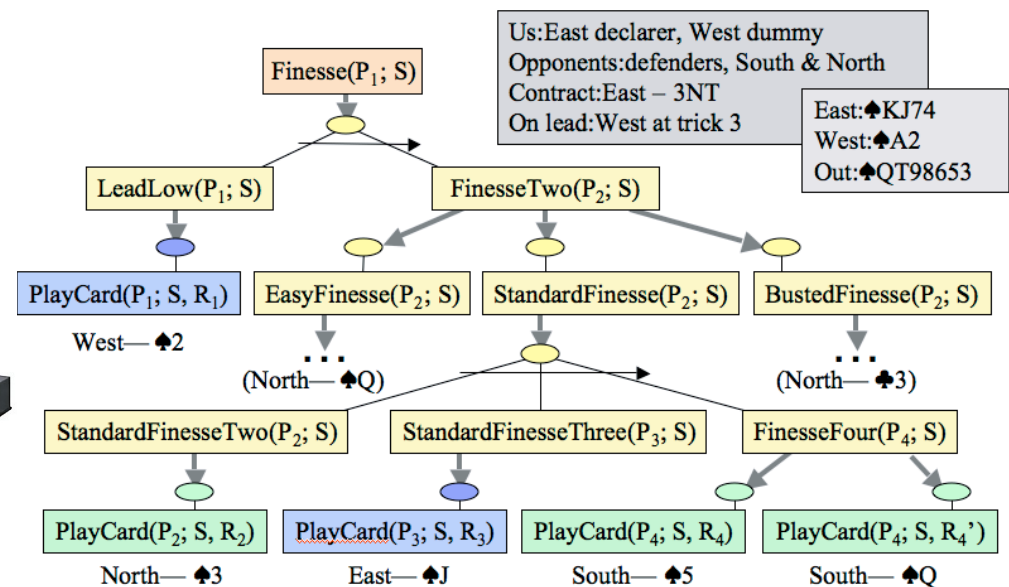 Us:East declarer, West dummy
Opponents:defenders, South & North
Contract:East – 3NT
On lead:West at trick 3
East:♠KJ74
West:♠A2
Out:♠QT98653
Finesse(P1; S)
LeadLow(P1; S)
FinesseTwo(P2; S)
PlayCard(P1; S, R1)
EasyFinesse(P2; S)
StandardFinesse(P2; S)
BustedFinesse(P2; S)
West— ♠2
...
...
(North— ♠Q)
(North— ♣3)
StandardFinesseTwo(P2; S)
StandardFinesseThree(P3; S)
FinesseFour(P4; S)
PlayCard(P2; S, R2)
PlayCard(P3; S, R3)
PlayCard(P4; S, R4)
PlayCard(P4; S, R4’)
North— ♠3
East— ♠J
South— ♠5
South— ♠Q